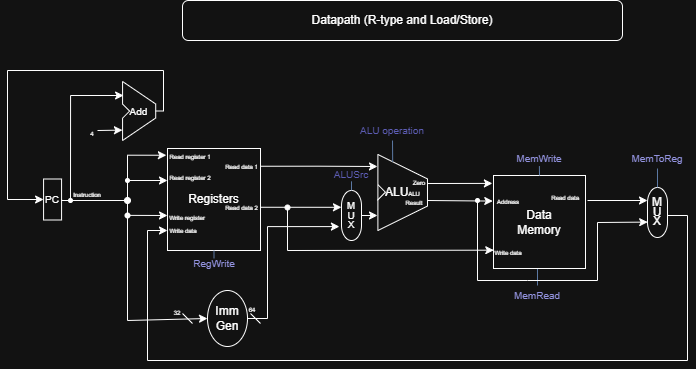 Datapath (R-type and Load/Store)
Add
4
ALU operation
Read register 1
Read data 1
MemWrite
MemToReg
ALUSrc
Read register 2
Zero
PC
Instruction
Registers
ALU
ALU
Result
Address
Read data
MUX
MUX
Read data 2
Write register
Data
Memory
Write data
Write data
RegWrite
MemRead
32
Imm
Gen
64